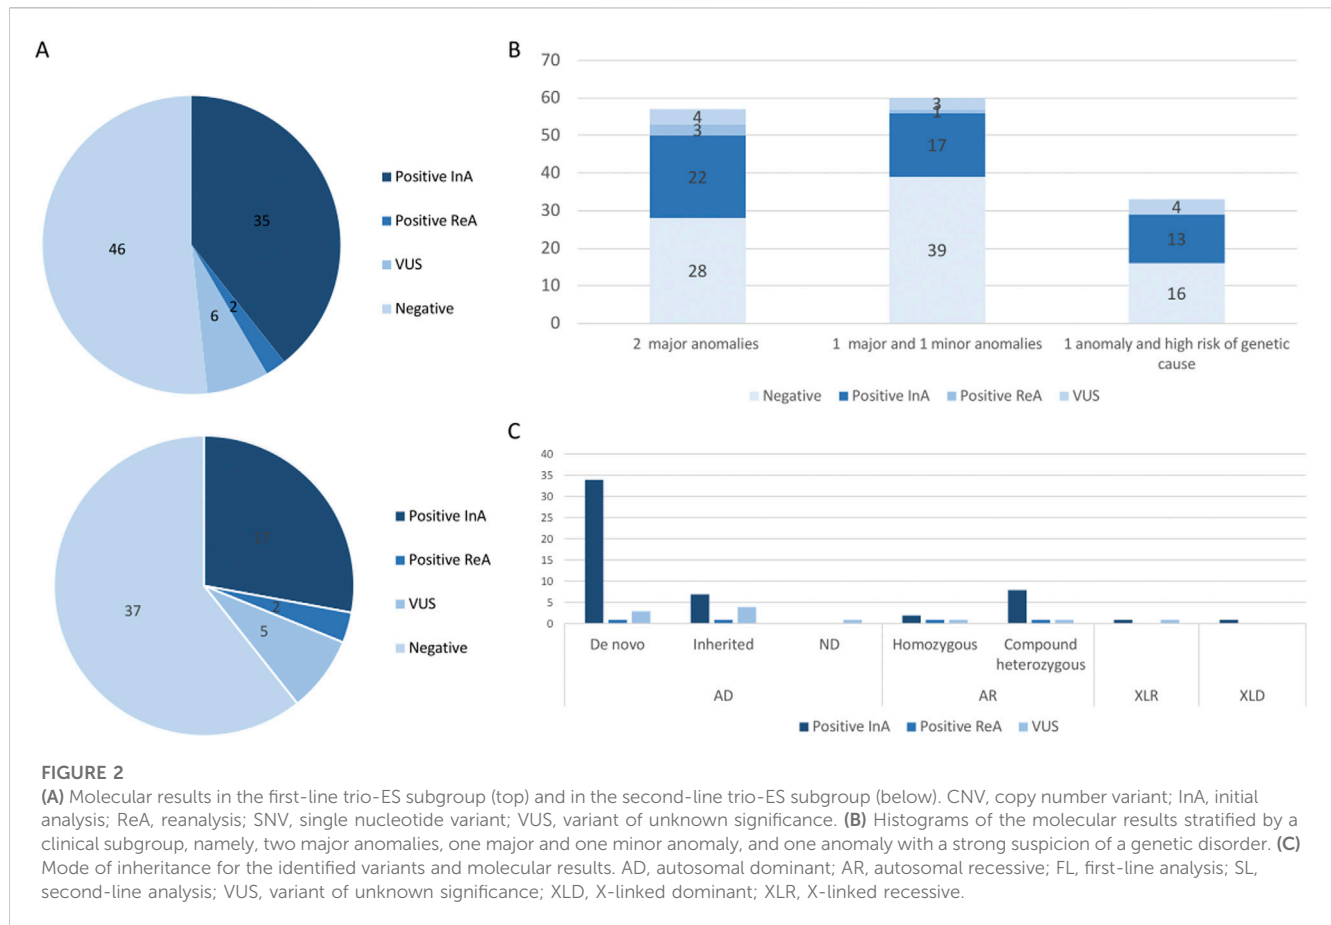 A
Positive InA
Positive ReA
VUS
Negative
35
2
6
46
Positive InA
Positive ReA
VUS
Negative
17
2
5
37
B
70
60
50
40
30
20
10
0
4
3
22
28
3
1
17
39
4
13
16
2 major anomalies
1 major and 1 minor anomalies
1 anomaly and high risk of genetic
cause
Negative
Positive InA
Positive ReA
VUS
C
40
35
30
25
20
15
10
5
0
De novo
Inherited
ND
Homozygous
Compound
heterozygous
AD
AR
XLR
XLD
Positive InA
Positive ReA
VUS
FIGURE 2
(A) Molecular results in the first-line trio-ES subgroup (top) and in the second-line trio-ES subgroup (below). CNV, copy number variant; InA, initial
analysis; ReA, reanalysis; SNV, single nucleotide variant; VUS, variant of unknown significance. (B) Histograms of the molecular results stratified by a
clinical subgroup, namely, two major anomalies, one major and one minor anomaly, and one anomaly with a strong suspicion of a genetic disorder. (C)
Mode of inheritance for the identified variants and molecular results. AD, autosomal dominant; AR, autosomal recessive; FL, first-line analysis; SL,
second-line analysis; VUS, variant of unknown significance; XLD, X-linked dominant; XLR, X-linked recessive.